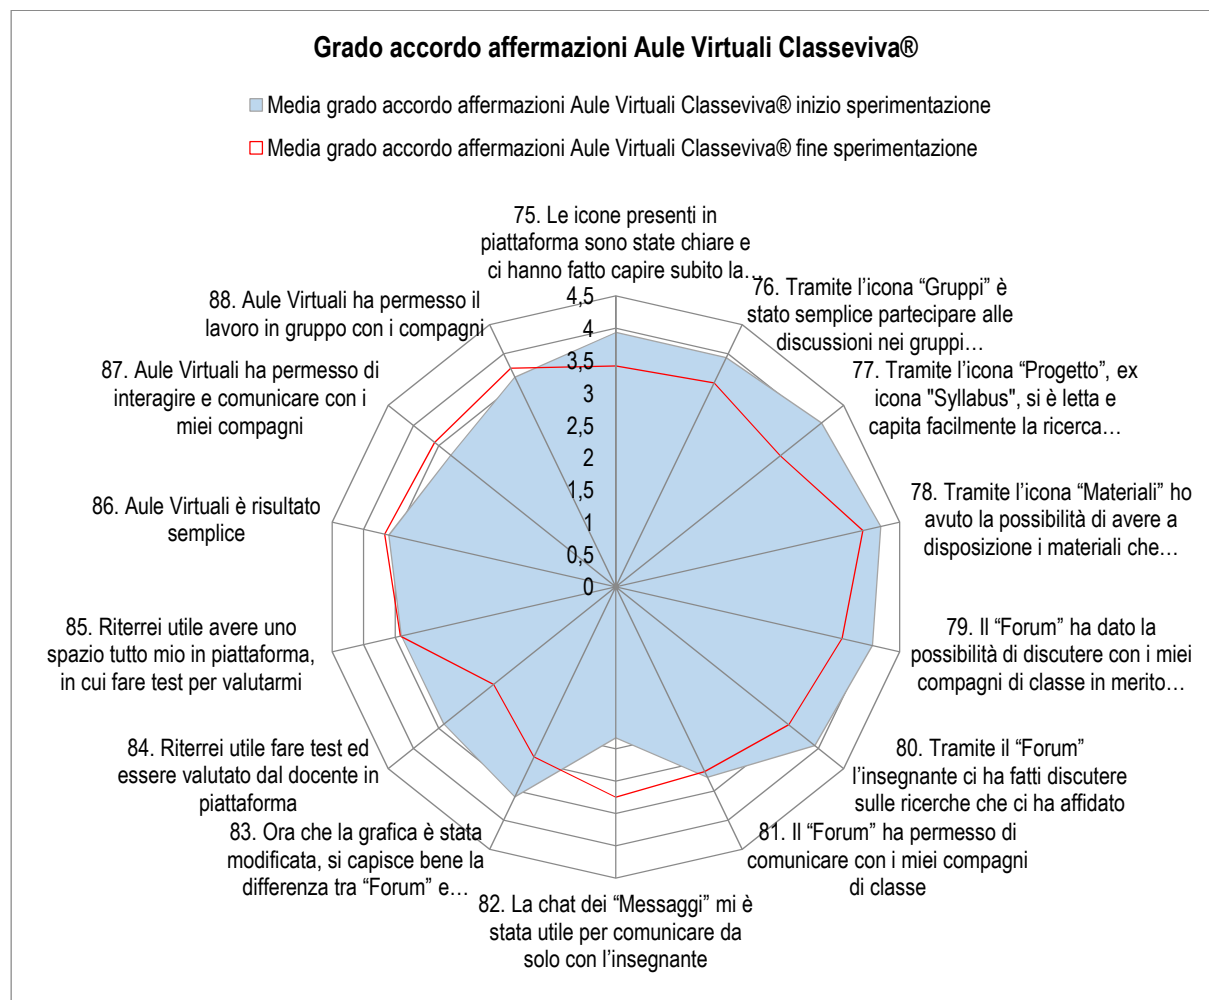 Grado accordo affermazioni Aule Virtuali Classeviva®
Media grado accordo affermazioni Aule Virtuali Classeviva® inizio sperimentazione
Media grado accordo affermazioni Aule Virtuali Classeviva® fine sperimentazione
75. Le icone presenti in
piattaforma sono state chiare e
ci hanno fatto capire subito la…
76. Tramite l’icona “Gruppi” è
stato semplice partecipare alle
discussioni nei gruppi…
77. Tramite l’icona “Progetto”, ex
icona "Syllabus", si è letta e
capita facilmente la ricerca…
78. Tramite l’icona “Materiali” ho
avuto la possibilità di avere a
disposizione i materiali che…
79. Il “Forum” ha dato la
possibilità di discutere con i miei
compagni di classe in merito…
80. Tramite il “Forum”
l’insegnante ci ha fatti discutere
sulle ricerche che ci ha affidato
81. Il “Forum” ha permesso di
comunicare con i miei compagni
di classe
82. La chat dei “Messaggi” mi è
stata utile per comunicare da
solo con l’insegnante
83. Ora che la grafica è stata
modificata, si capisce bene la
differenza tra “Forum” e…
84. Riterrei utile fare test ed
essere valutato dal docente in
piattaforma
85. Riterrei utile avere uno
spazio tutto mio in piattaforma,
in cui fare test per valutarmi
86. Aule Virtuali è risultato
semplice
87. Aule Virtuali ha permesso di
interagire e comunicare con i
miei compagni
88. Aule Virtuali ha permesso il
lavoro in gruppo con i compagni
4,5
4
3,5
3
2,5
2
1,5
1
0,5
0